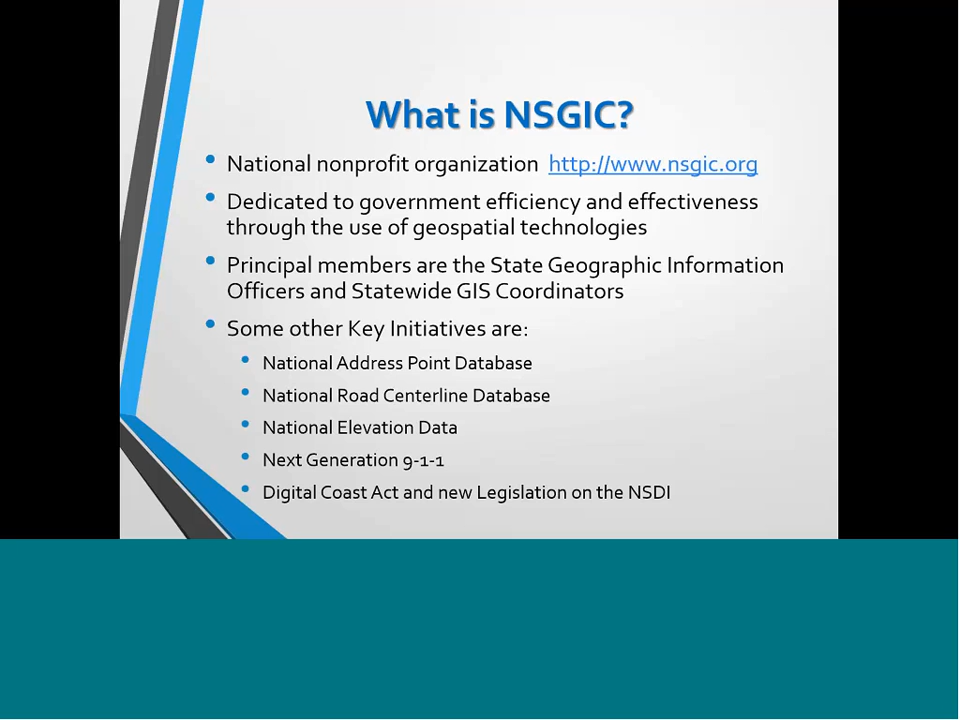 What is NSGIC?
• National nonprofit organization http://www.nsgic.org
• Dedicated to government efficiency and effectiveness
through the use of geospatial technologies
• Principal members are the State Geographic Information
Officers and Statewide GIS Coordinators
• Some other Key Initiatives are:
• National Address Point Database
• National Road Centerline Database
• National Elevation Data
• Next Generation 9-1-1
• Digital Coast Act and new Legislation on the NSDI